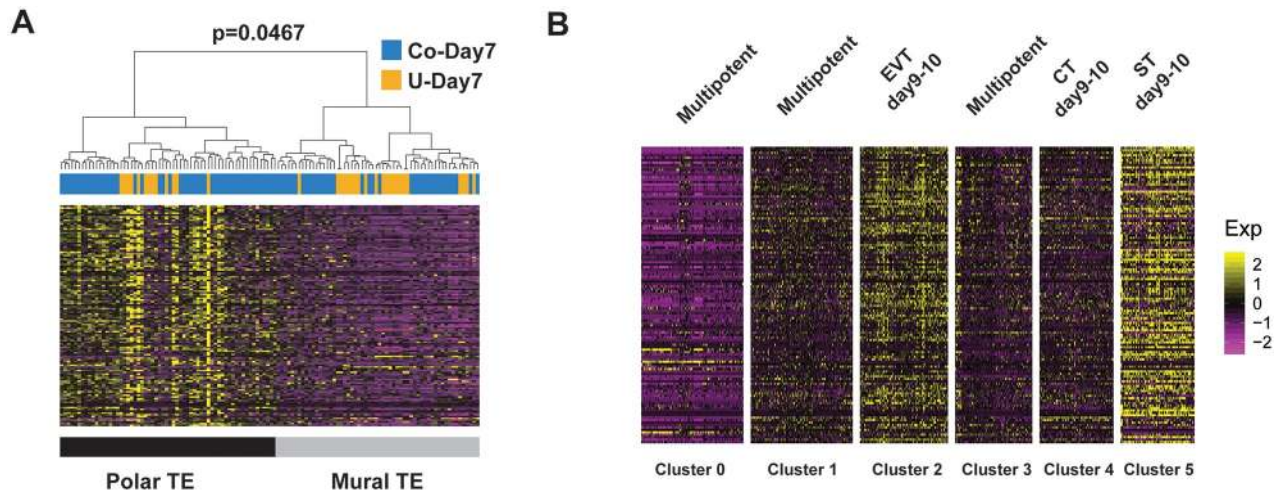 A
p=0.0467
Co-Day7
U-Day7
Polar TE
Mural TE
B
Multipotent
Multipotent
EVT
day9-10
Multipotent
CT
day9-10
ST
day9-10
Exp
2
1
0
−1
−2
Cluster 0
Cluster 1
Cluster 2
Cluster 3
Cluster 4
Cluster 5